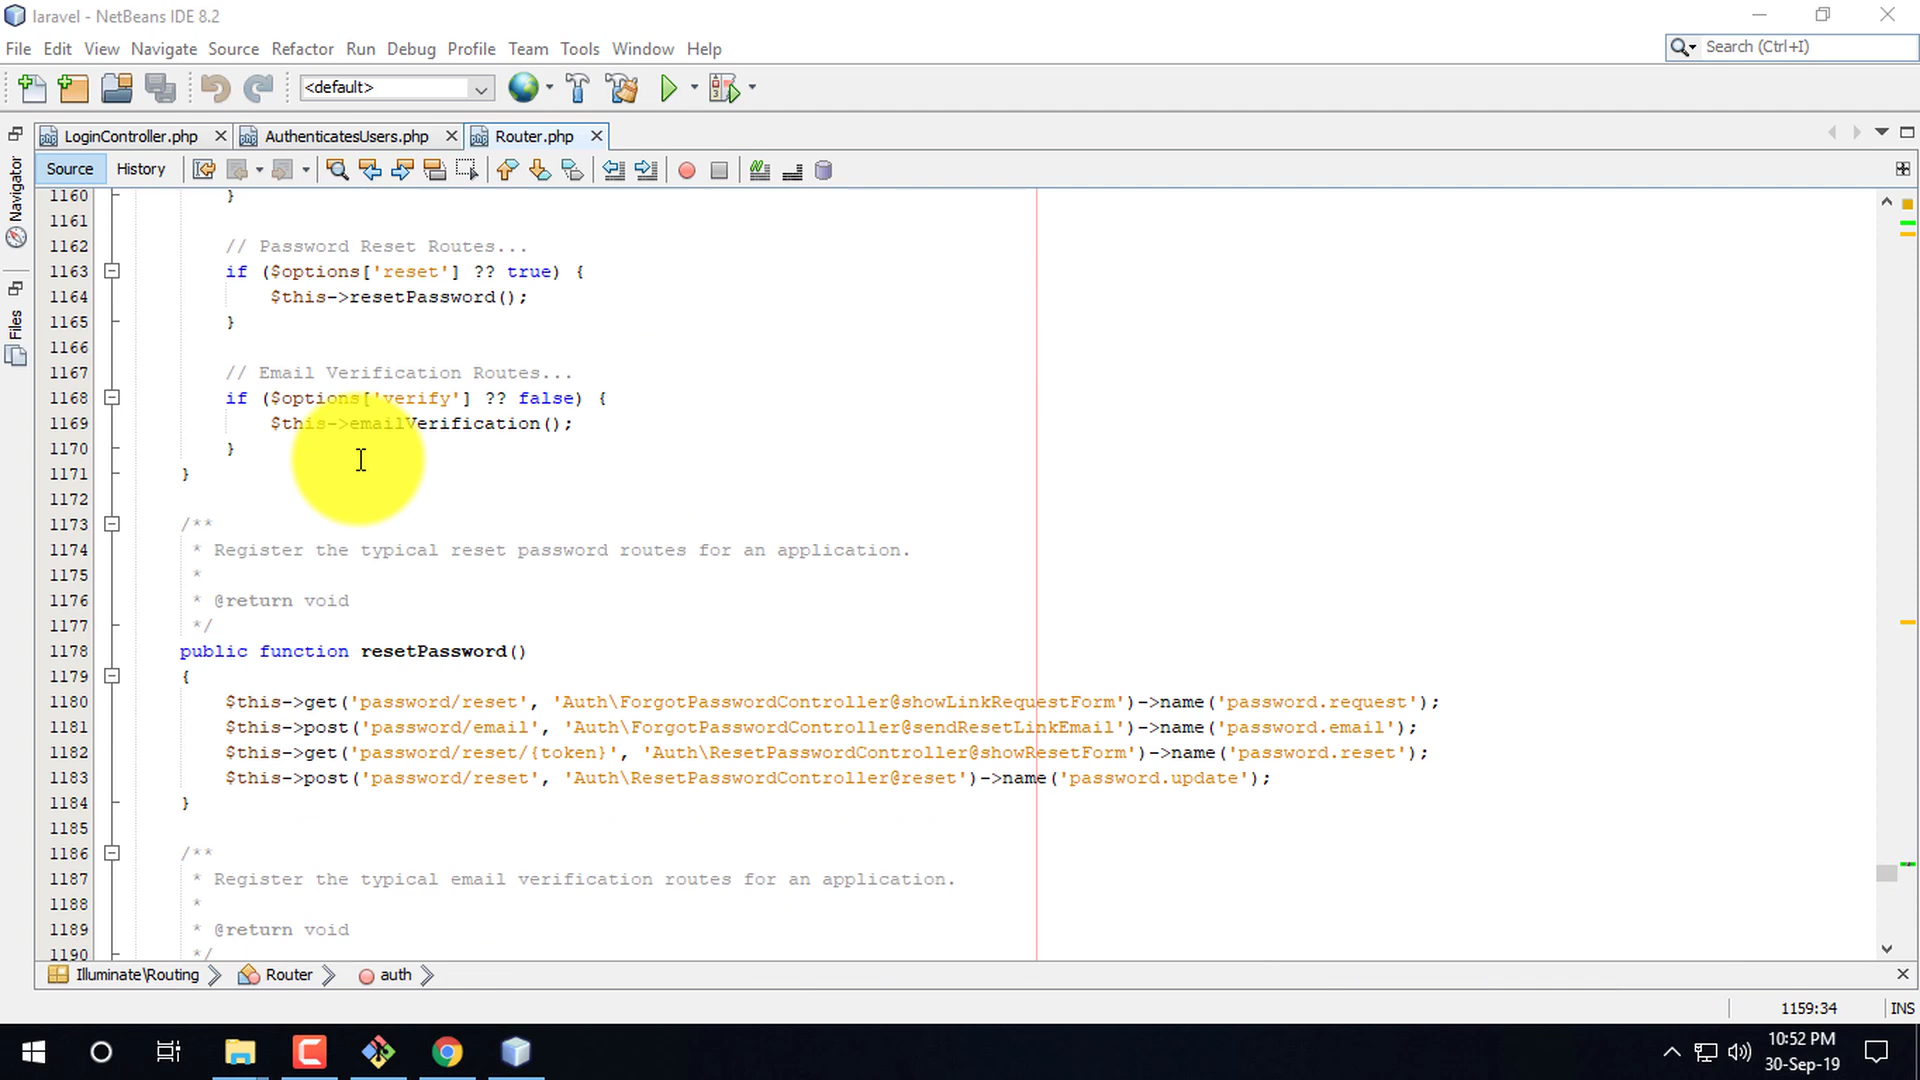 laravel - NetBeans IDE 8.2
File Edit View Navigate Source Refactor Run Debug Profile Team Tools Window Help
Search (Ctrl+I)
<default>
LoginController.php AuthenticatesUsers.php Router.php
Source History
Navigator
Files
1160 }
1161
1162 // Password Reset Routes...
1163 if ($options['reset'] ?? true) {
1164 $this->resetPassword();
1165 }
1166
1167 // Email Verification Routes...
1168 if ($options['verify'] ?? false) {
1169 $this->emailVerification();
1170 }
1171 }
1172
1173 /**
1174 * Register the typical reset password routes for an application.
1175 *
1176 * @return void
1177 */
1178 public function resetPassword()
1179 {
1180 $this->get('password/reset', 'Auth\ForgotPasswordController@showLinkRequestForm')->name('password.request');
1181 $this->post('password/email', 'Auth\ForgotPasswordController@sendResetLinkEmail')->name('password.email');
1182 $this->get('password/reset/{token}', 'Auth\ResetPasswordController@showResetForm')->name('password.reset');
1183 $this->post('password/reset', 'Auth\ResetPasswordController@reset')->name('password.update');
1184 }
1185
1186 /**
1187 * Register the typical email verification routes for an application.
1188 *
1189 * @return void
1190 */
Illuminate\Routing Router auth
1159:34 INS
10:52 PM
30-Sep-19